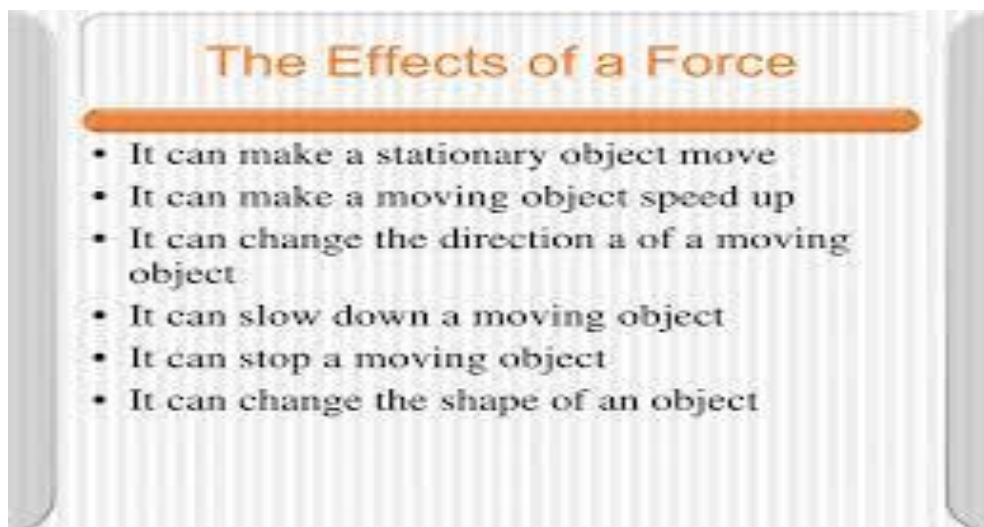 The Effects of a Force
• It can make a stationary object move
• It can make a moving object speed up
• It can change the direction a of a moving
object
• It can slow down a moving object
• It can stop a moving object
• It can change the shape of an object